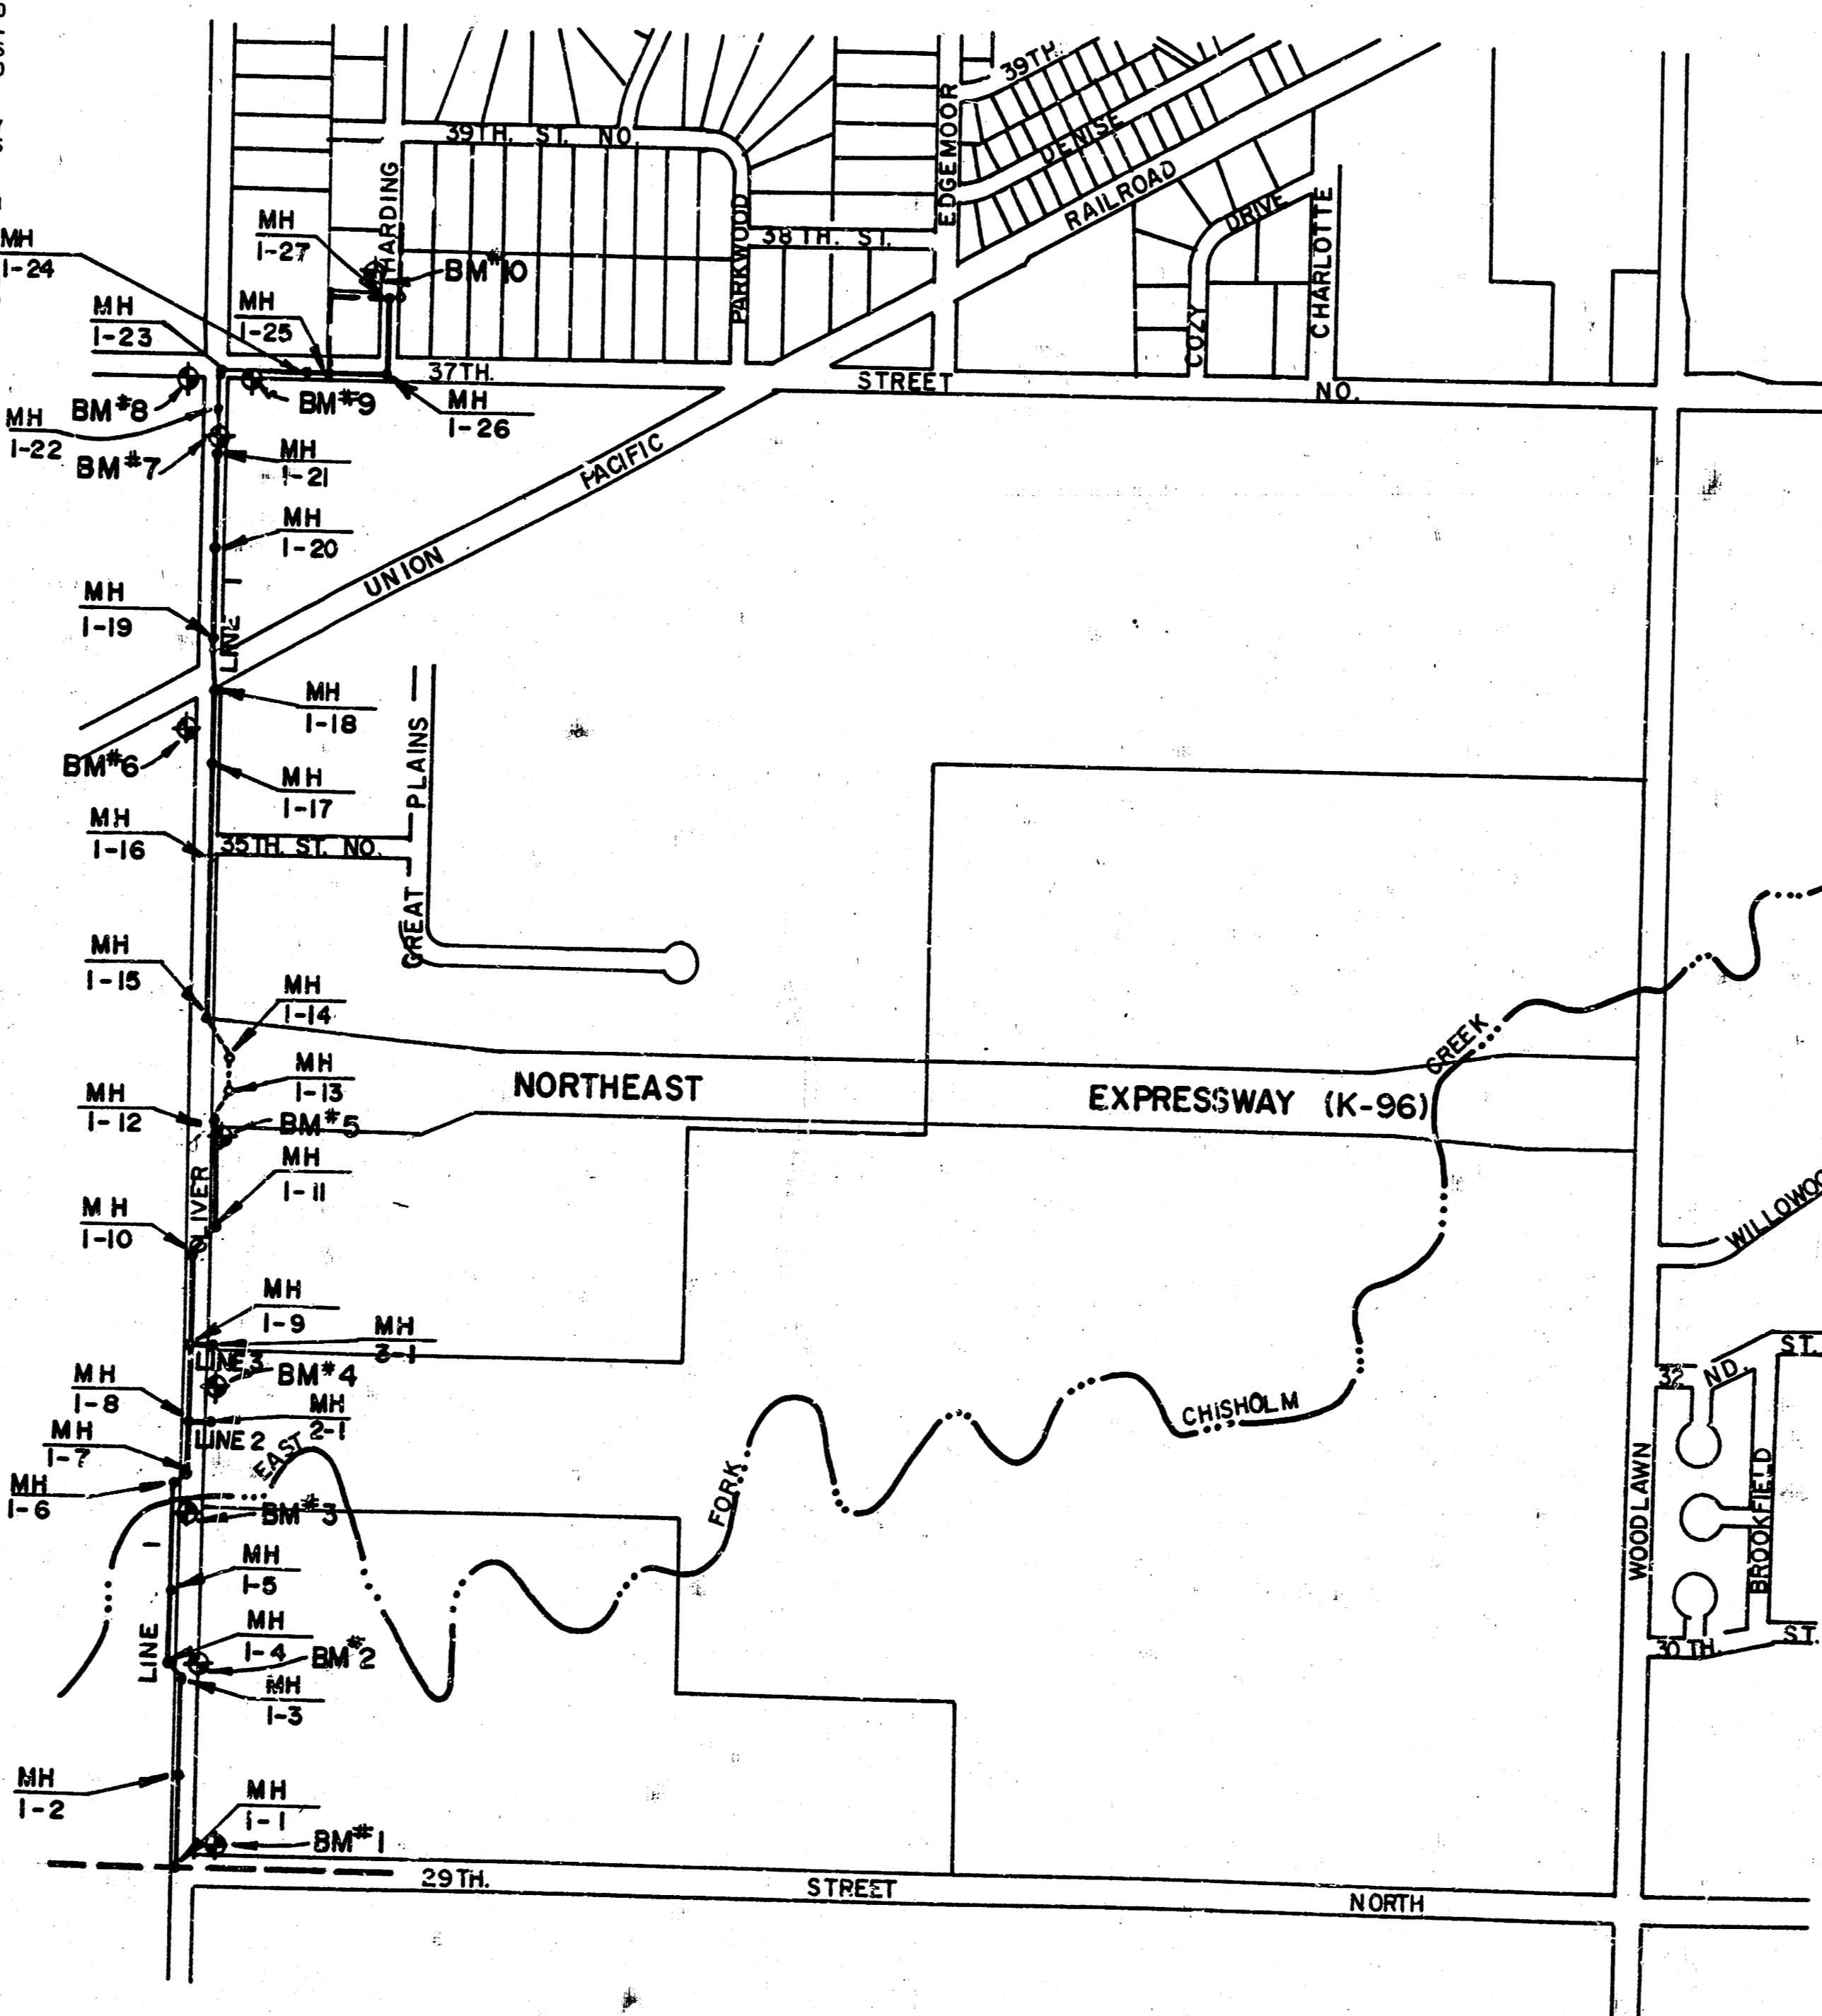 39TH
39TH. ST. NO.
EDGEMOOR
DENISE
RAILROAD
HARDING
PARKWOOD
38TH. ST.
DRIVE
COZY
CHARLOTTE
MH
1-24
MH
1-27
BM#10
MH
1-23
MH
1-25
37TH.
STREET
NO.
BM#8
BM#9
MH
1-26
MH
1-22
BM#7
MH
1-21
PACIFIC
UNION
MH
1-20
MH
1-19
LINE 1
MH
1-18
BM#6
GREAT PLAINS
MH
1-17
MH
1-16
35TH. ST. NO.
MH
1-15
MH
1-14
MH
1-13
NORTHEAST
EXPRESSWAY (K-96)
CREEK
MH
1-12
BM#5
MH
1-11
OLIVER
MH
1-10
MH
1-9
MH
3-1
LINE 3
BM#4
MH
1-8
MH
2-1
LINE 2
MH
1-7
EAST
FORK
CHISHOLM
MH
1-6
BM#3
MH
1-5
LINE 1
MH
1-4
BM#2
MH
1-3
MH
1-2
MH
1-1
BM#1
29TH.
STREET
NORTH
WOODLAWN
32 ND.
ST.
BROOKFIELD
30 TH.
ST.